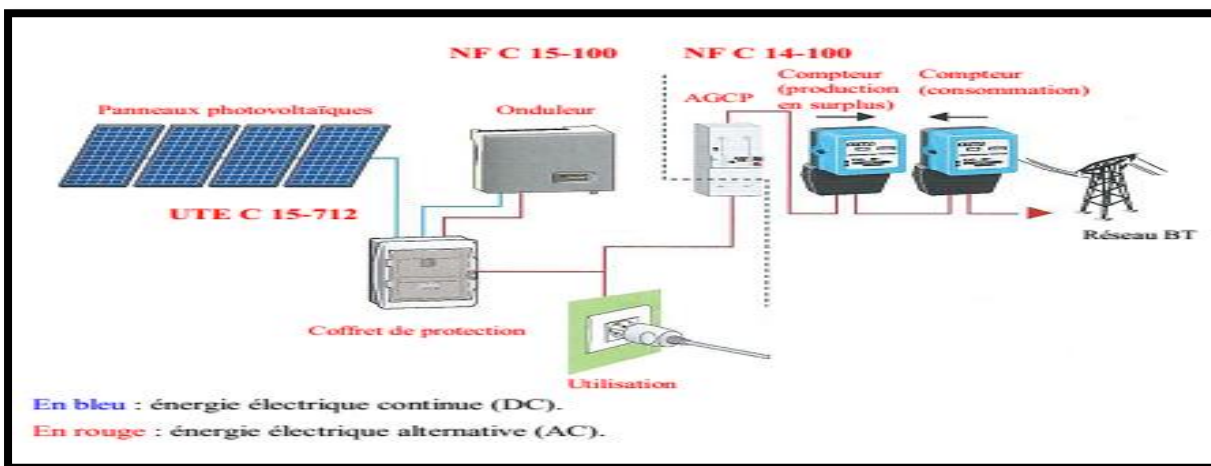 NF C 15-100
NF C 14-100
Panneaux photovoltaïques
Onduleur
AGCP
Compteur
(production
en surplus)
Compteur
(consommation)
UTE C 15-712
Réseau BT
Coffret de protection
Utilisation
En bleu : énergie électrique continue (DC).
En rouge : énergie électrique alternative (AC).